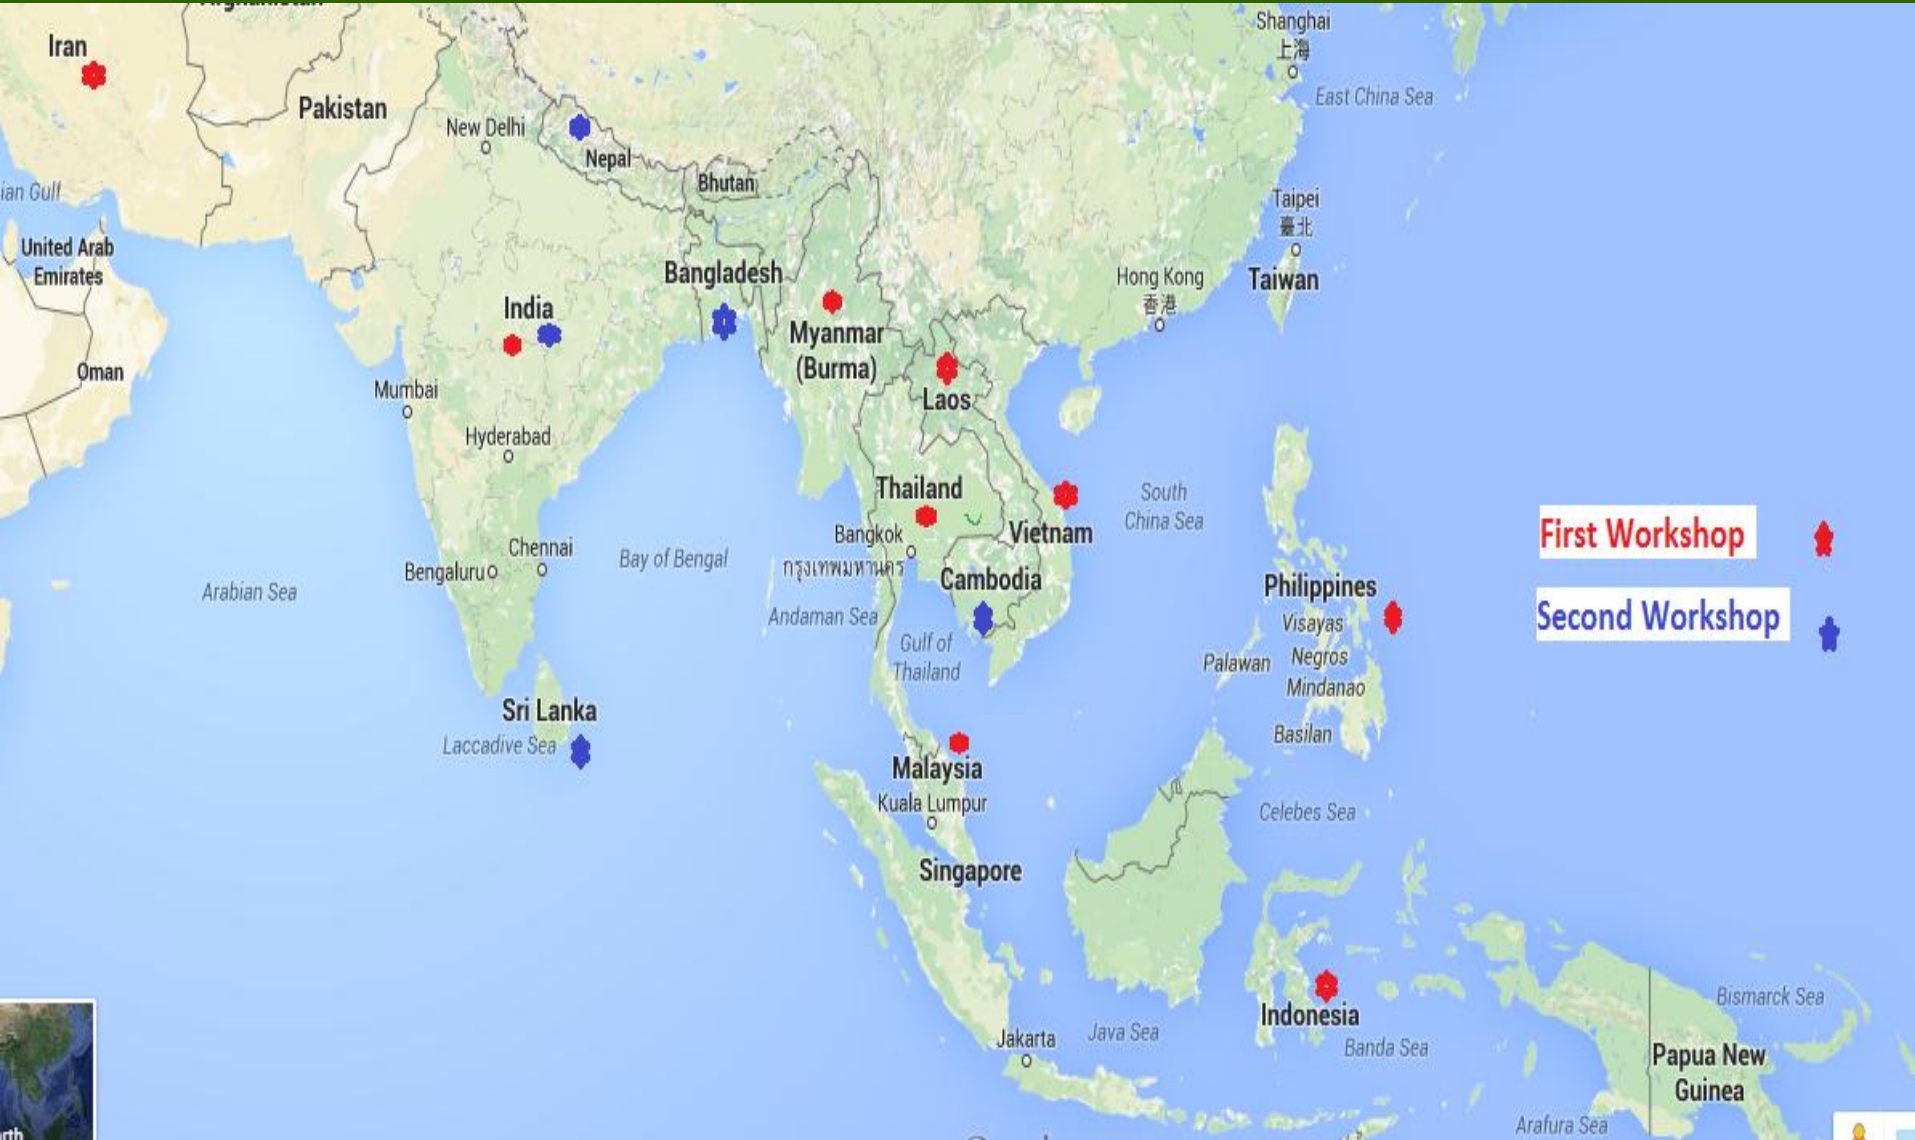 Afghanistan
Iran
Pakistan
New Delhi
Nepal
Bhutan
Shanghai
上海
East China Sea
ian Gulf
United Arab
Emirates
Oman
Bangladesh
India
Mumbai
Hyderabad
Myanmar
(Burma)
Laos
Taipei
臺北
Taiwan
Hong Kong
香港
Thailand
Bangkok
กรุงเทพมหานคร
Vietnam
South
China Sea
Cambodia
Chennai
Bengaluru
Bay of Bengal
Arabian Sea
Andaman Sea
Gulf of
Thailand
Philippines
Visayas
Palawan
Negros
Mindanao
Basilan
First Workshop
Second Workshop
Sri Lanka
Laccadive Sea
Malaysia
Kuala Lumpur
Singapore
Celebes Sea
Indonesia
Jakarta
Java Sea
Banda Sea
Bismarck Sea
Papua New
Guinea
Arafura Sea
rth